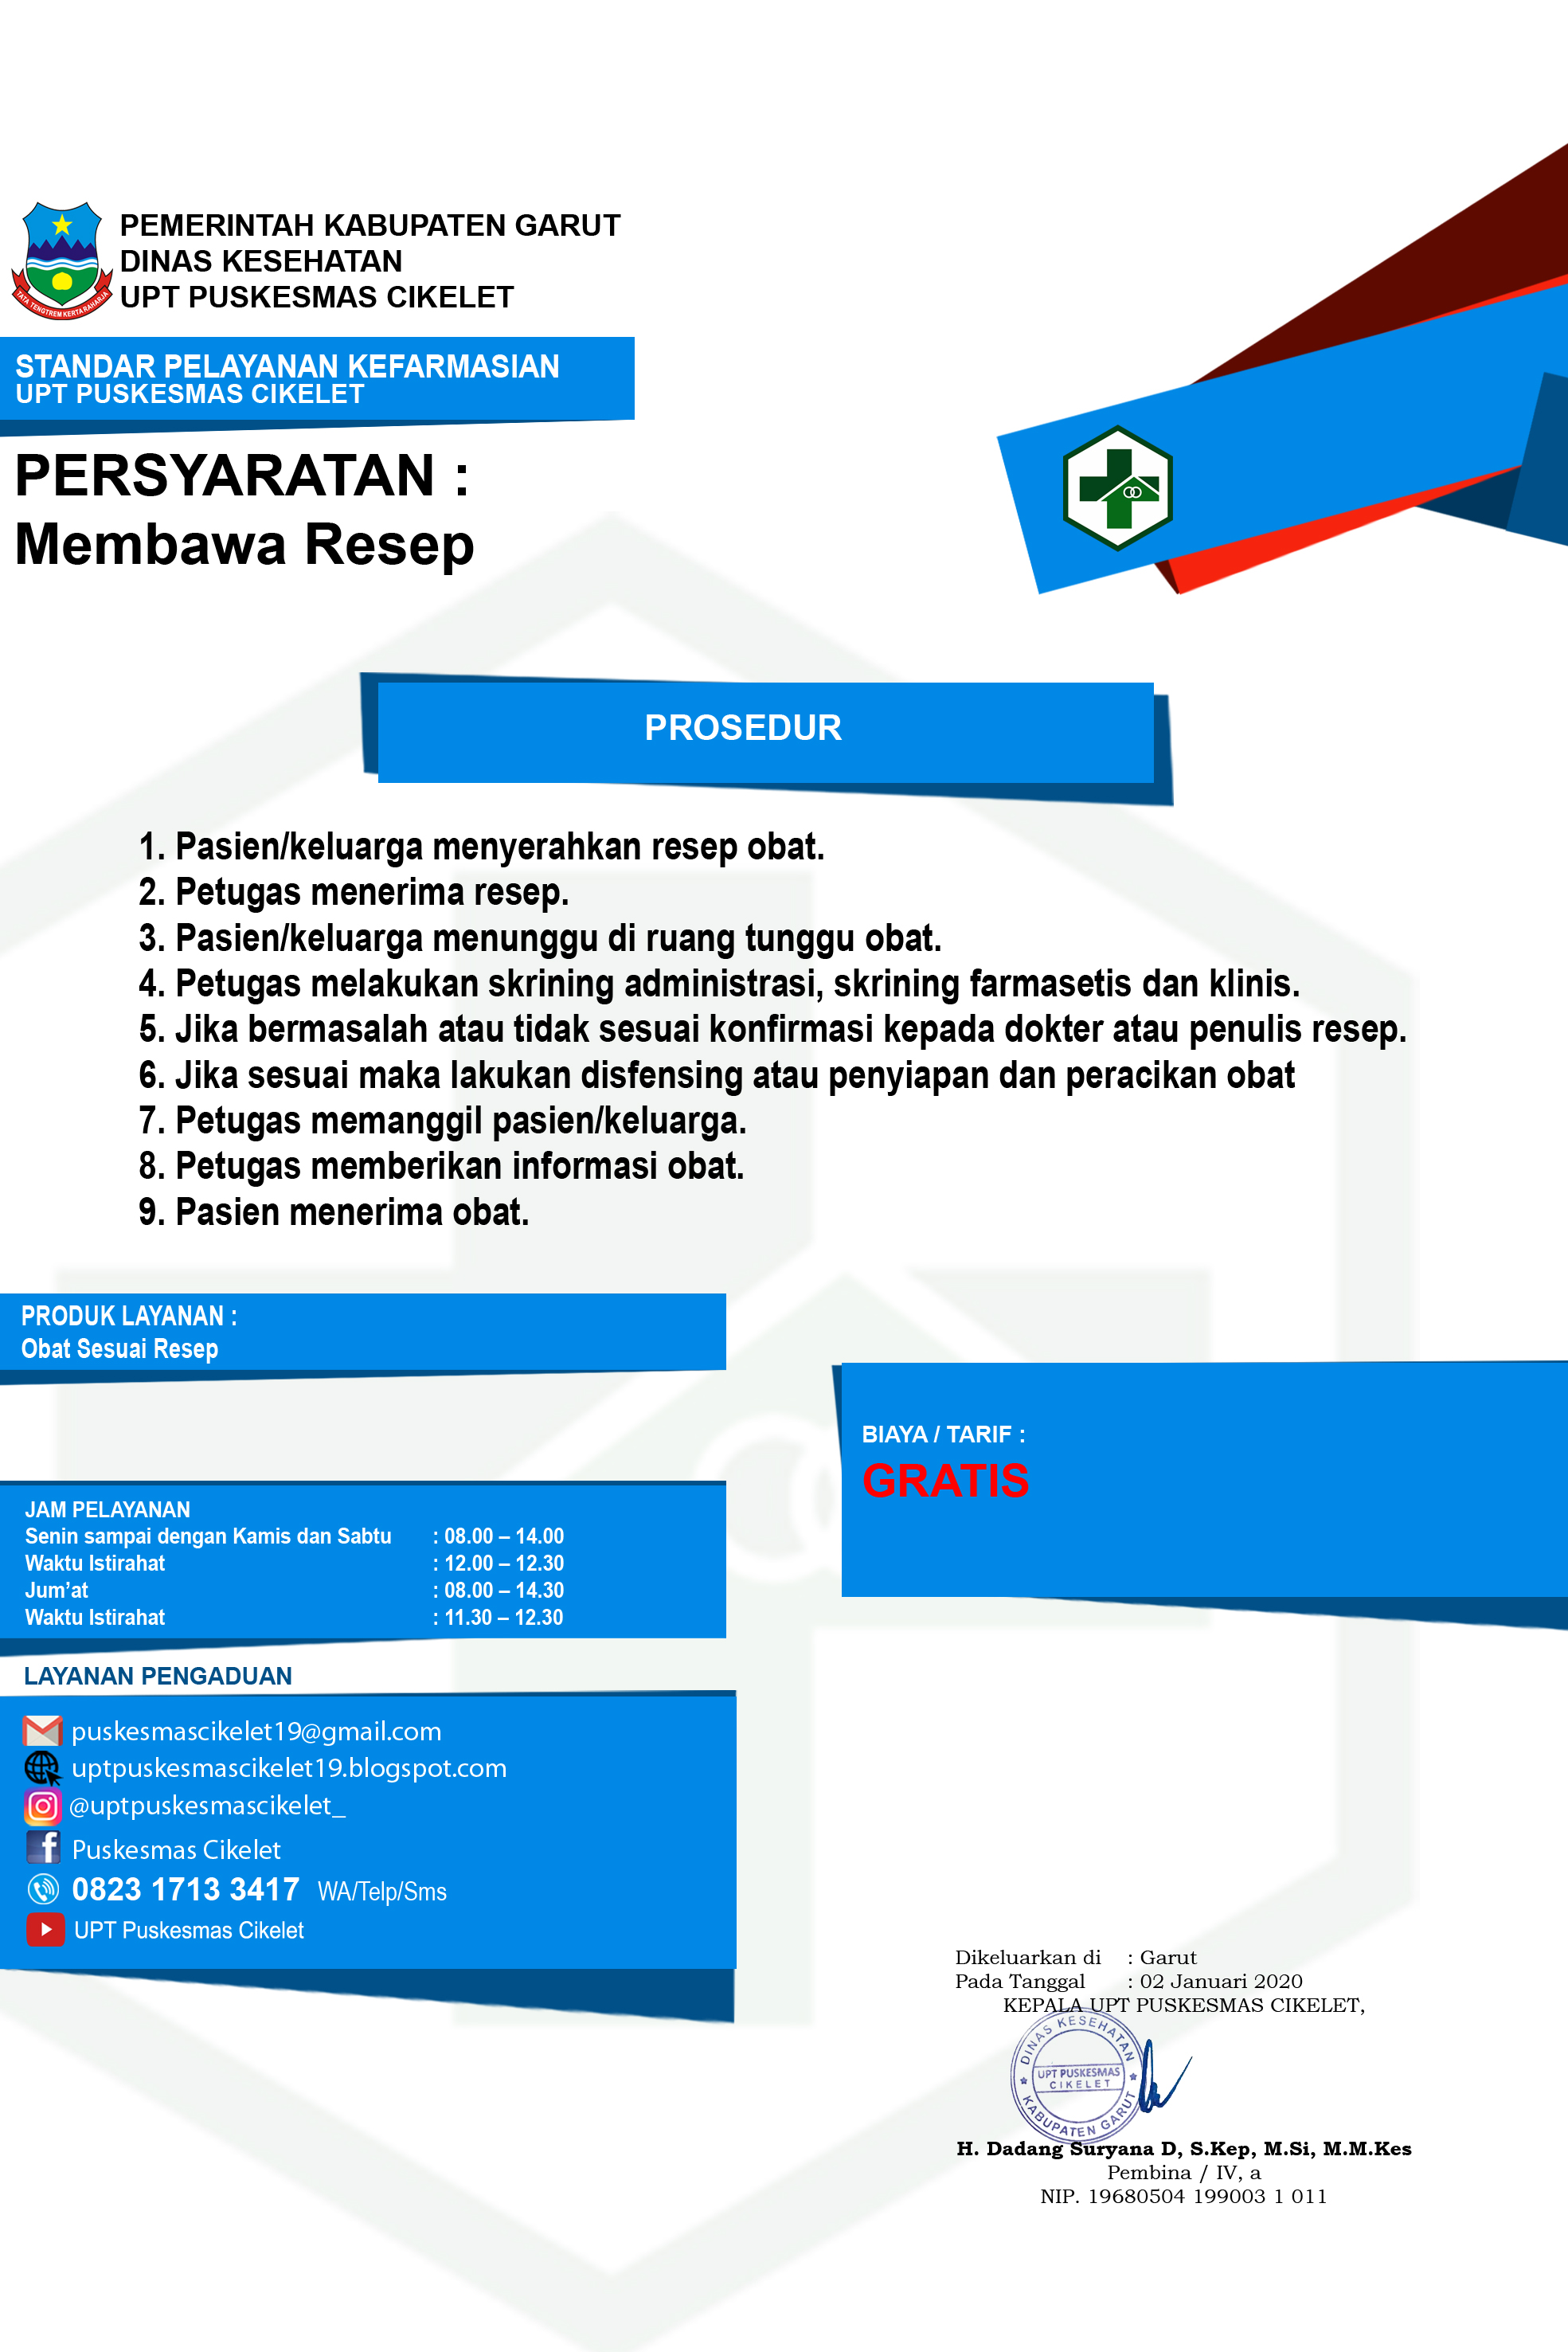 TATA TENGTREM KERTA RAHARJA
PEMERINTAH KABUPATEN GARUT
DINAS KESEHATAN
UPT PUSKESMAS CIKELET
STANDAR PELAYANAN KEFARMASIAN
UPT PUSKESMAS CIKELET
PERSYARATAN :
Membawa Resep
PROSEDUR
1. Pasien/keluarga menyerahkan resep obat.
2. Petugas menerima resep.
3. Pasien/keluarga menunggu di ruang tunggu obat.
4. Petugas melakukan skrining administrasi, skrining farmasetis dan klinis.
5. Jika bermasalah atau tidak sesuai konfirmasi kepada dokter atau penulis resep.
6. Jika sesuai maka lakukan disfensing atau penyiapan dan peracikan obat
7. Petugas memanggil pasien/keluarga.
8. Petugas memberikan informasi obat.
9. Pasien menerima obat.
PRODUK LAYANAN :
Obat Sesuai Resep
BIAYA / TARIF :
GRATIS
JAM PELAYANAN
Senin sampai dengan Kamis dan Sabtu : 08.00 – 14.00
Waktu Istirahat : 12.00 – 12.30
Jum’at : 08.00 – 14.30
Waktu Istirahat : 11.30 – 12.30
LAYANAN PENGADUAN
puskesmascikelet19@gmail.com
uptpuskesmascikelet19.blogspot.com
@uptpuskesmascikelet_
Puskesmas Cikelet
0823 1713 3417 WA/Telp/Sms
UPT Puskesmas Cikelet
Dikeluarkan di : Garut
Pada Tanggal : 02 Januari 2020
KEPALA UPT PUSKESMAS CIKELET,
DINAS KESEHATAN
UPT PUSKESMAS
CIKELET
KABUPATEN GARUT
H. Dadang Suryana D, S.Kep, M.Si, M.M.Kes
Pembina / IV, a
NIP. 19680504 199003 1 011